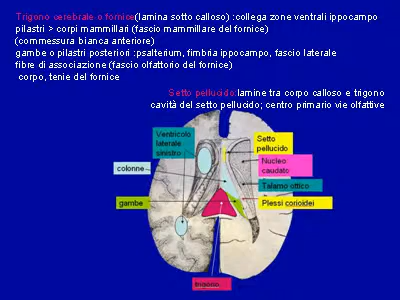 Trigono cerebrale o fornice(lamina sotto calloso) :collega zone ventrali ippocampo
pilastri > corpi mammillari (fascio mammillare del fornice)
(commessura bianca anteriore)
gambe o pilastri posteriori :psalterium, fimbria ippocampo, fascio laterale
fibre di associazione (fascio olfattorio del fornice)
corpo, tenie del fornice
Setto pellucido:lamine tra corpo calloso e trigono
cavità del setto pellucido; centro primario vie olfattive
Ventricolo
laterale
sinistro
Setto
pellucido
colonne
Nucleo
caudato
Talamo ottico
gambe
Plessi corioidei
trigono